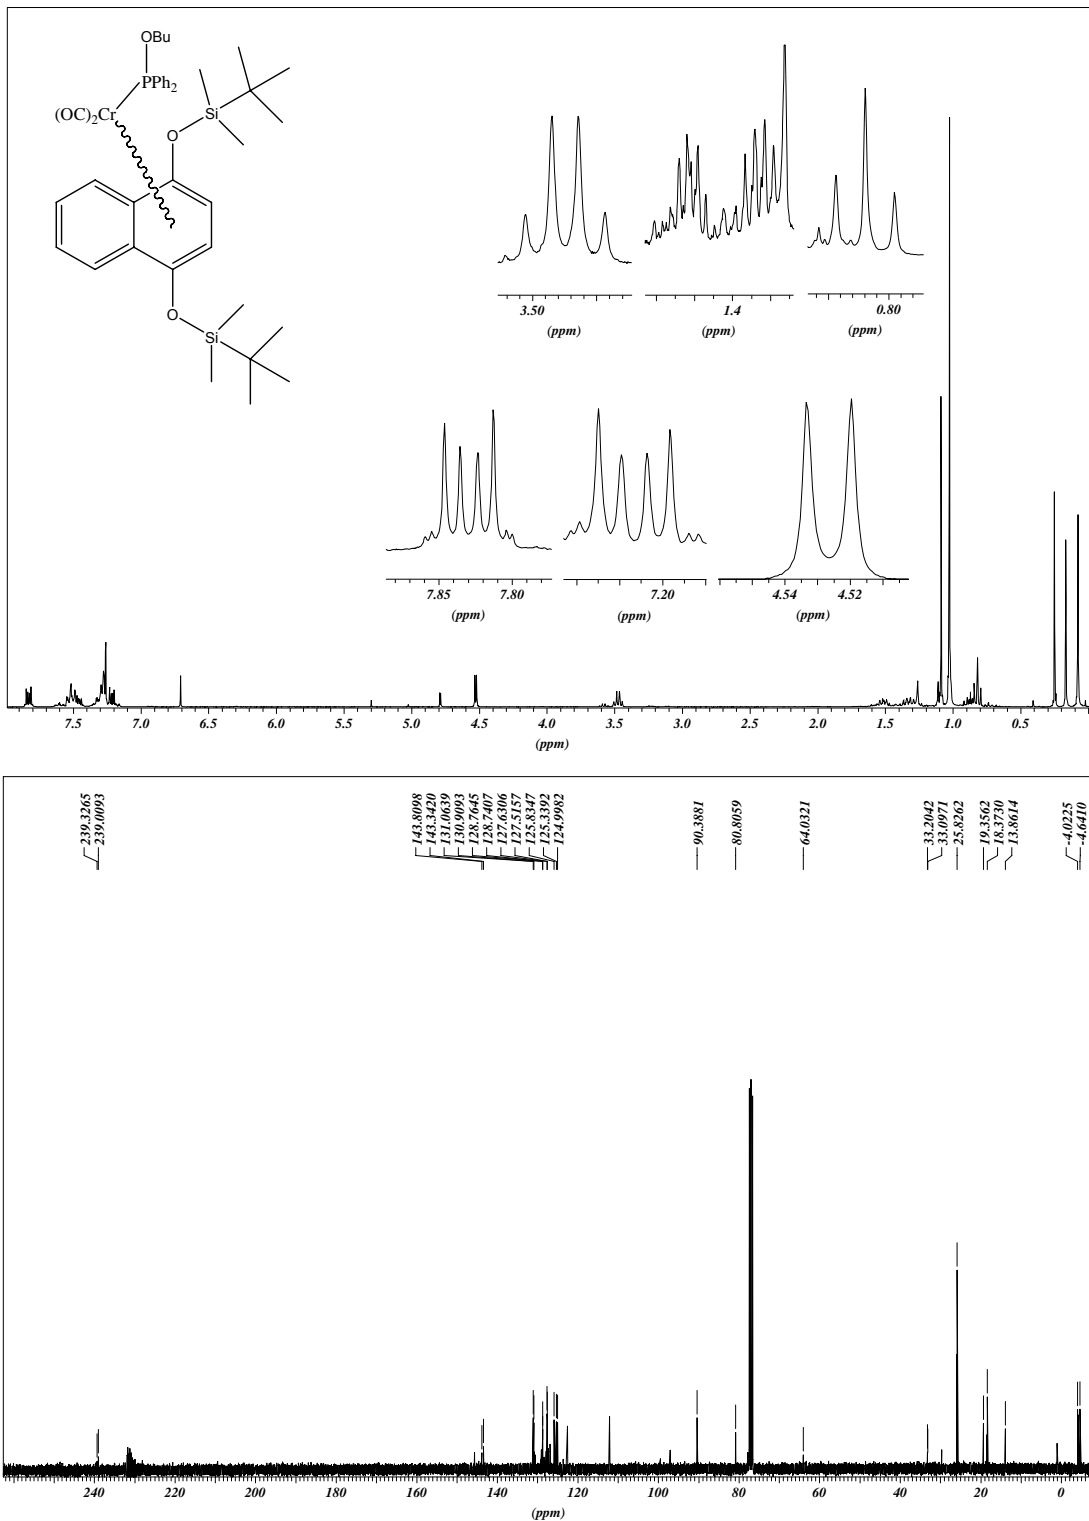 OBu
PPh2
(OC)2Cr
Si
O
O
Si
3.50
(ppm)
1.4
(ppm)
0.80
(ppm)
7.85 7.80
(ppm)
7.20
(ppm)
4.54 4.52
(ppm)
7.5 7.0 6.5 6.0 5.5 5.0 4.5 4.0 3.5 3.0 2.5 2.0 1.5 1.0 0.5
(ppm)
239.3265
239.0093
143.8098
143.3420
131.0639
130.9093
128.7645
128.7407
127.6306
127.5157
125.8347
125.3392
124.9982
90.3881
80.8059
64.0321
33.2042
33.0971
25.8262
19.3562
18.3730
13.8614
-4.0225
-4.6410
240 220 200 180 160 140 120 100 80 60 40 20 0
(ppm)